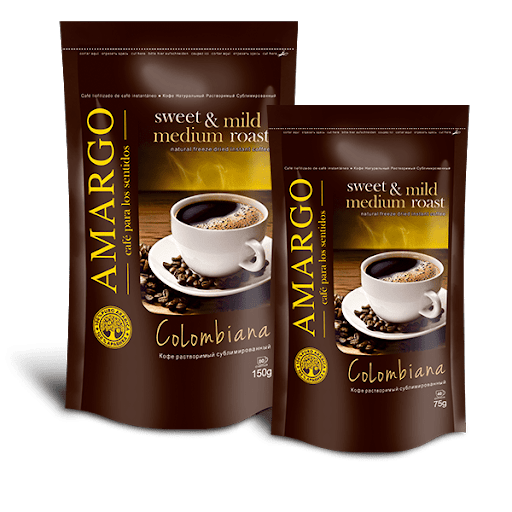 Café liofilizado de café instantáneo • Кофе Натуральный Растворимый Сублимированный
sweet & mild
medium roast
natural freeze-dried instant coffee
AMARGO
café para los sentidos
Colombiana
Кофе растворимый сублимированный
150g
Café liofilizado de café instantáneo • Кофе Натуральный Растворимый Сублимированный
sweet & mild
medium roast
natural freeze-dried instant coffee
AMARGO
café para los sentidos
Colombiana
Кофе растворимый сублимированный
75g